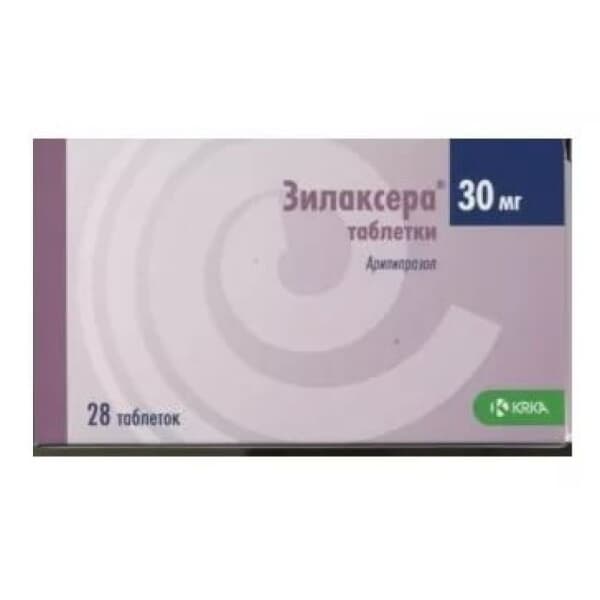 Зилаксера®
30 мг
таблетки
Арипипразол
28 таблеток
KRKA